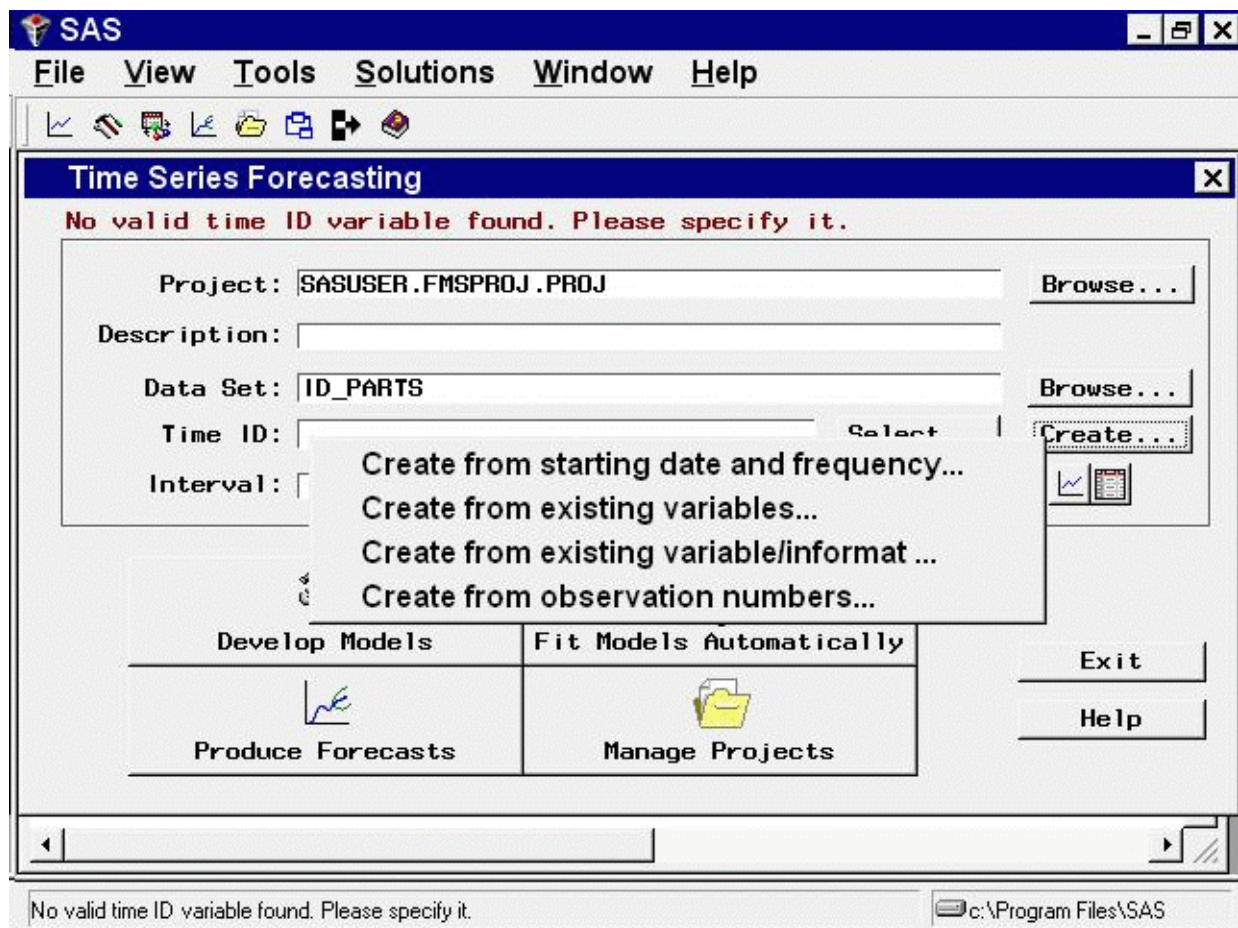 SAS
File View Tools Solutions Window Help
Time Series Forecasting
No valid time ID variable found. Please specify it.
Project: SASUSER.FMSPROJ.PROJ Browse...
Description:
Data Set: ID_PARTS Browse...
Time ID: Select Create...
Interval:
Create from starting date and frequency...
Create from existing variables...
Create from existing variable/informat ...
Create from observation numbers...
Develop Models Fit Models Automatically
Exit
Produce Forecasts Manage Projects
Help
No valid time ID variable found. Please specify it. c:\Program Files\SAS